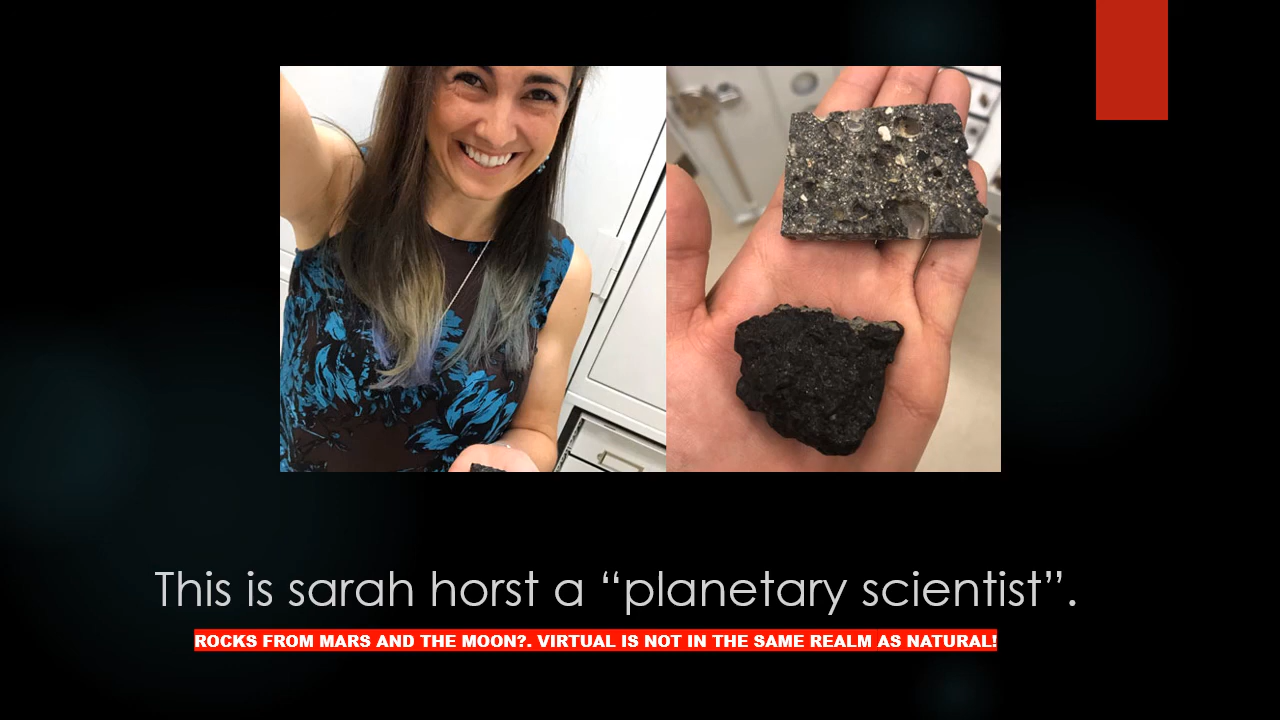 This is sarah horst a “planetary scientist”.
ROCKS FROM MARS AND THE MOON?. VIRTUAL IS NOT IN THE SAME REALM AS NATURAL!